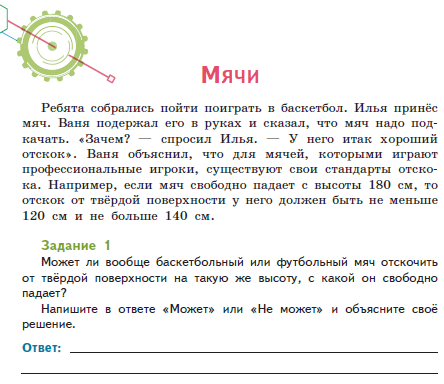 Мячи
Ребята собрались пойти поиграть в баскетбол. Илья принёс
мяч. Ваня подержал его в руках и сказал, что мяч надо под-
качать. «Зачем? — спросил Илья. — У него итак хороший
отскок». Ваня объяснил, что для мячей, которыми играют
профессиональные игроки, существуют свои стандарты отско-
ка. Например, если мяч свободно падает с высоты 180 см, то
отскок от твёрдой поверхности у него должен быть не меньше
120 см и не больше 140 см.
Задание 1
Может ли вообще баскетбольный или футбольный мяч отскочить
от твёрдой поверхности на такую же высоту, с какой он свободно
падает?
Напишите в ответе «Может» или «Не может» и объясните своё
решение.
Ответ: